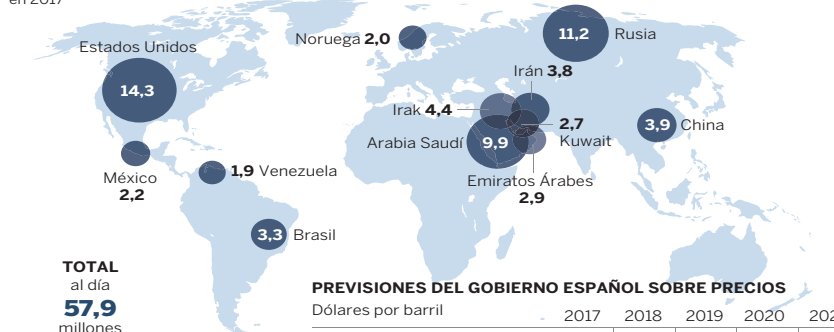 en 2017
Estados Unidos
14,3
Noruega 2,0
11,2 Rusia
Irán 3,8
Irak 4,4
2,7
Kuwait
Arabia Saudí 9,9
3,9 China
Emiratos Árabes
2,9
México
2,2
1,9 Venezuela
3,3 Brasil
TOTAL
al día
57,9
millones
PREVISIONES DEL GOBIERNO ESPAÑOL SOBRE PRECIOS
Dólares por barril
2017 2018 2019 2020